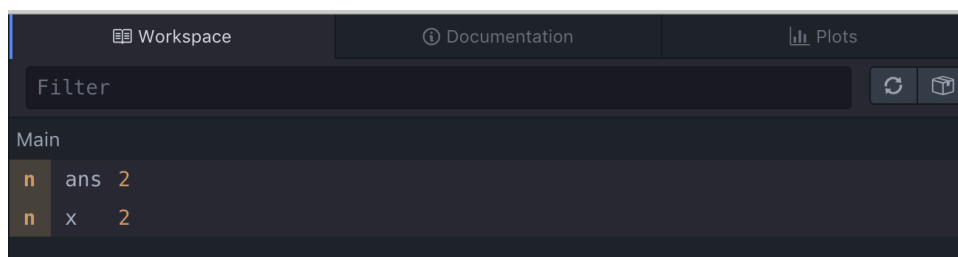 Workspace Documentation Plots
Filter
Main
n ans 2
n x 2